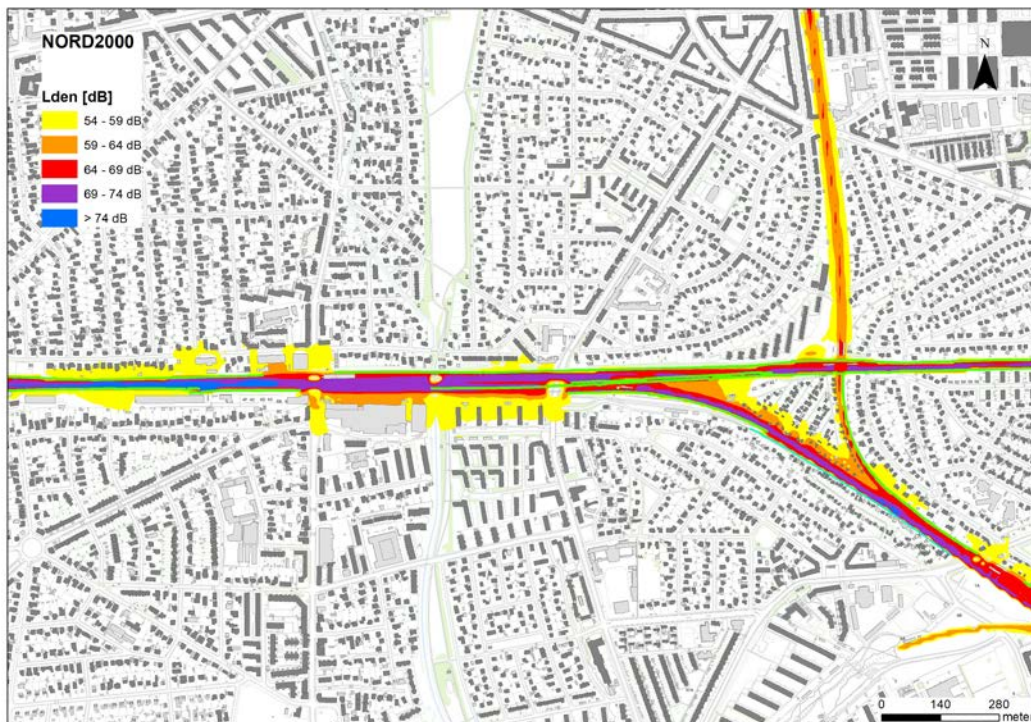 NORD2000
N
Lden [dB]
54 - 59 dB
59 - 64 dB
64 - 69 dB
69 - 74 dB
> 74 dB
0 140 280
mete